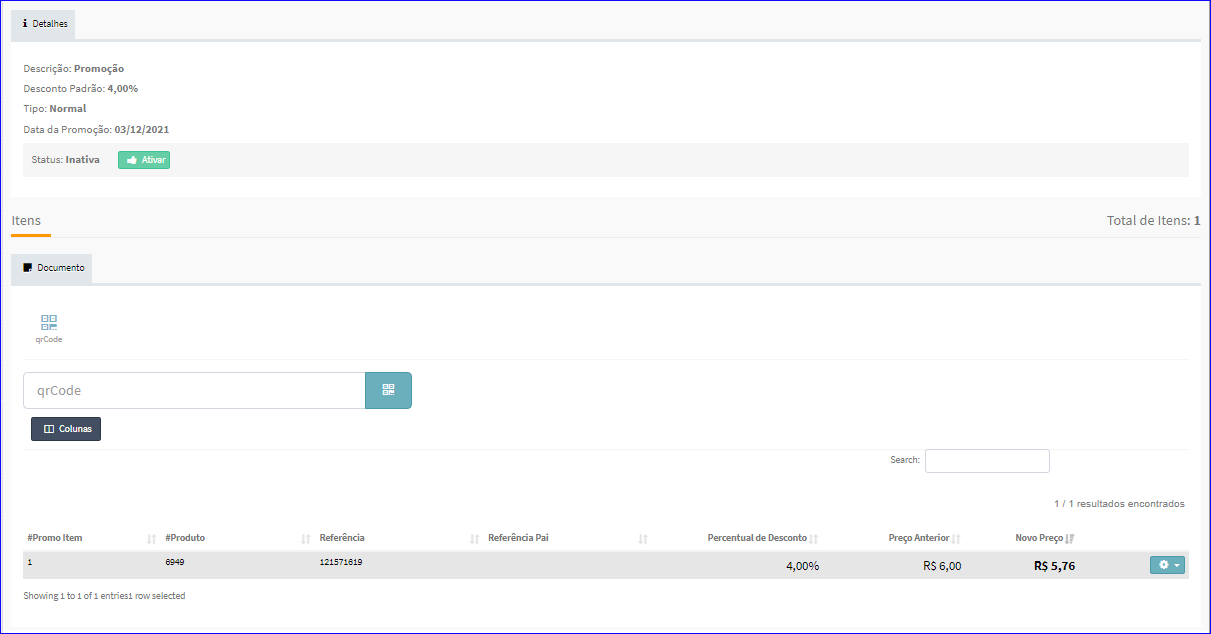 Detalhes
Descrição: Promoção
Desconto Padrão: 4,00%
Tipo: Normal
Data da Promoção: 03/12/2021
Status: Inativa Ativar
Itens Total de Itens: 1
Documento
qrCode
qrCode
Colunas
Search:
1 / 1 resultados encontrados
#Promo Item #Produto Referência Referência Pai Percentual de Desconto Preço Anterior Novo Preço
1 6949 121571619 4,00% R$ 6,00 R$ 5,76
Showing 1 to 1 of 1 entries1 row selected